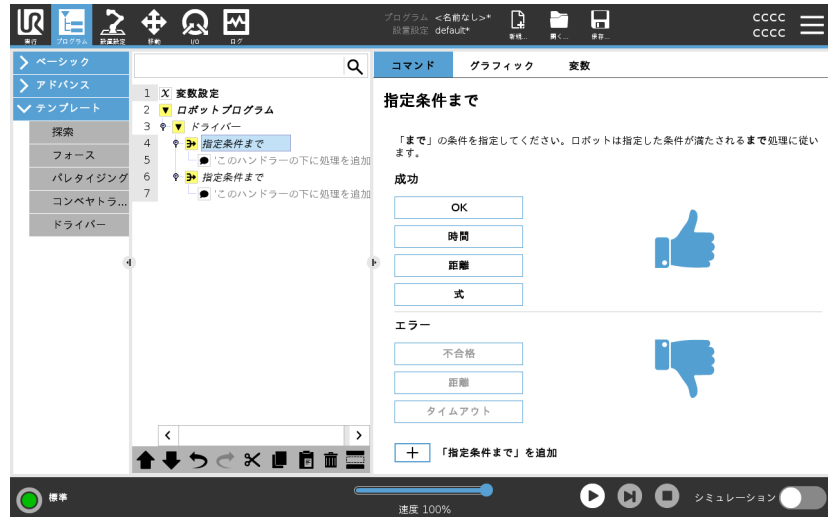 UR
実行
プログラム
設置設定
移動
I/O
ログ
プログラム <名前なし>*
設置設定 default*
新規...
開く...
保存...
cccc
cccc
ベーシック
アドバンス
テンプレート
探索
フォース
パレタイジング
コンベヤトラ...
ドライバー
1 X 変数設定
2 ロボットプログラム
3 ドライバー
4 指定条件まで
5 'このハンドラーの下に処理を追加
6 指定条件まで
7 'このハンドラーの下に処理を追加
コマンド グラフィック 変数
指定条件まで
「まで」の条件を指定してください。ロボットは指定した条件が満たされるまで処理に従い
ます。
成功
OK
時間
距離
式
エラー
不合格
距離
タイムアウト
「指定条件まで」を追加
標準
速度 100%
シミュレーション